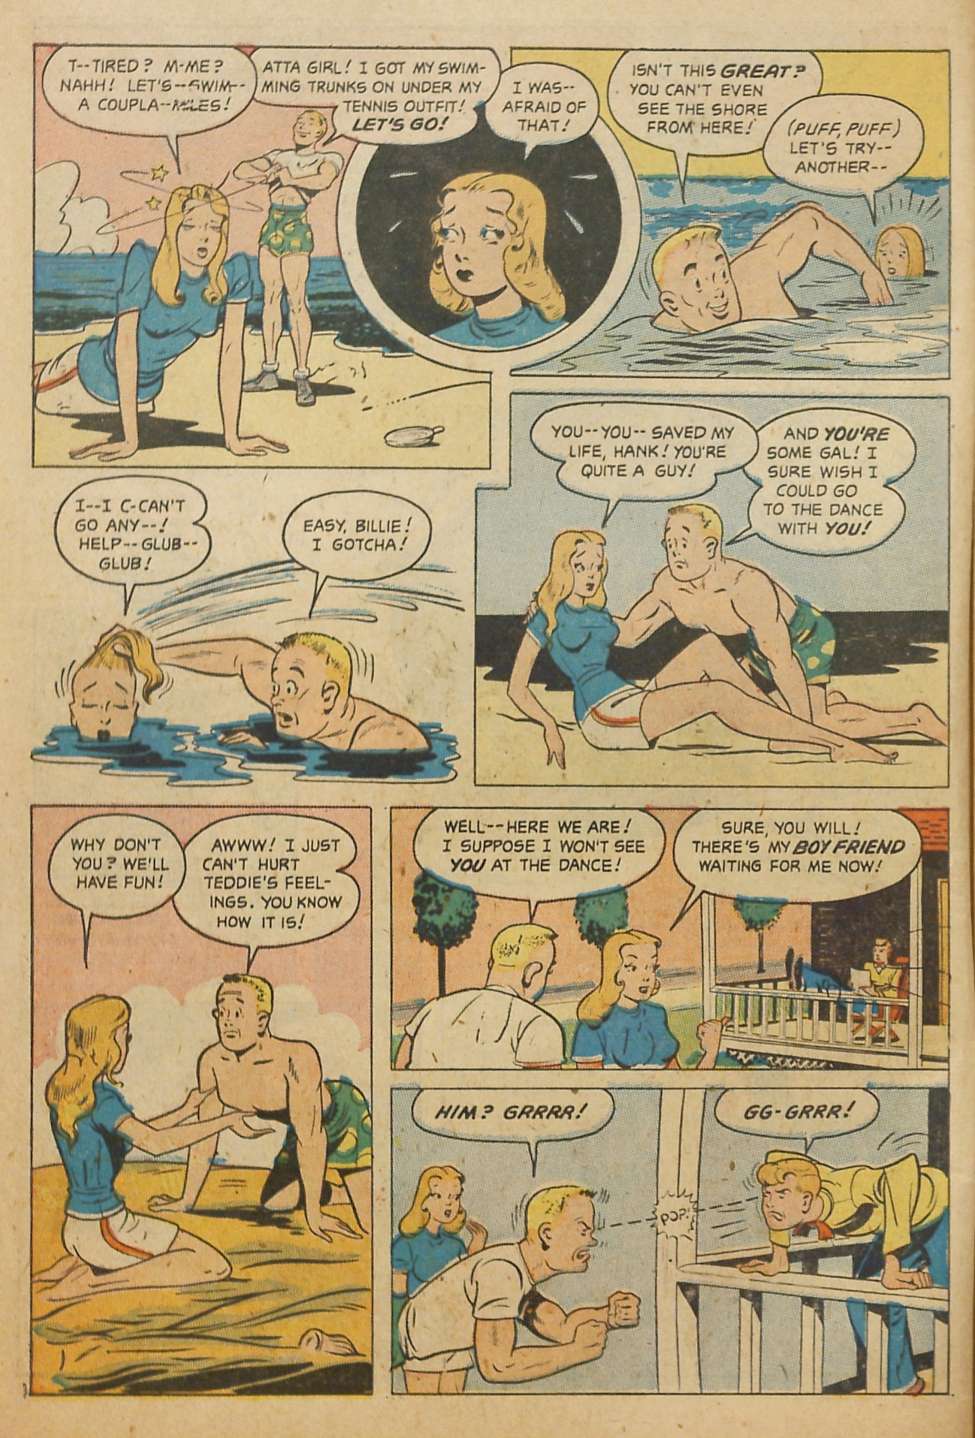 T--TIRED? M-ME?
NAHH! LET'S--SWIM--
A COUPLA--MILES!
ATTA GIRL! I GOT MY SWIM-
MING TRUNKS ON UNDER MY
TENNIS OUTFIT!
LET'S GO!
I WAS--
AFRAID OF
THAT!
ISN'T THIS GREAT?
YOU CAN'T EVEN
SEE THE SHORE
FROM HERE!
(PUFF, PUFF)
LET'S TRY--
ANOTHER--
I--I C-CAN'T
GO ANY--!
HELP--GLUB--
GLUB!
EASY, BILLIE!
I GOTCHA!
YOU--YOU-- SAVED MY
LIFE, HANK! YOU'RE
QUITE A GUY!
AND YOU'RE
SOME GAL! I
SURE WISH I
COULD GO
TO THE DANCE
WITH YOU!
WHY DON'T
YOU? WE'LL
HAVE FUN!
AWWW! I JUST
CAN'T HURT
TEDDIE'S FEEL-
INGS. YOU KNOW
HOW IT IS!
WELL--HERE WE ARE!
I SUPPOSE I WON'T SEE
YOU AT THE DANCE!
SURE, YOU WILL!
THERE'S MY BOY FRIEND
WAITING FOR ME NOW!
HIM? GRRRR!
POP!
GG-GRRR!